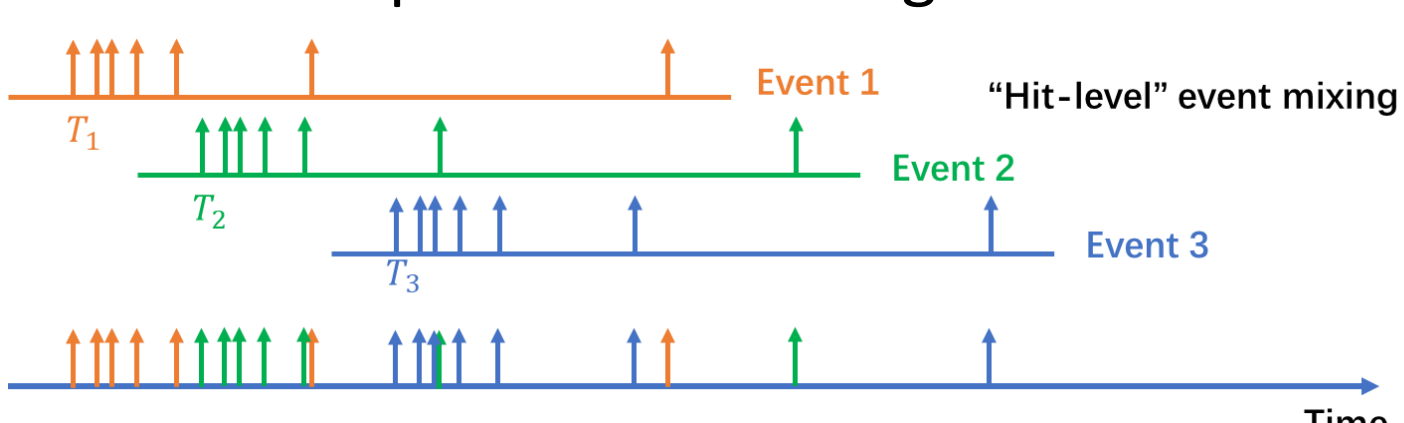 Event 1
“Hit-level” event mixing
T₁
Event 2
T₂
Event 3
T₃
Time